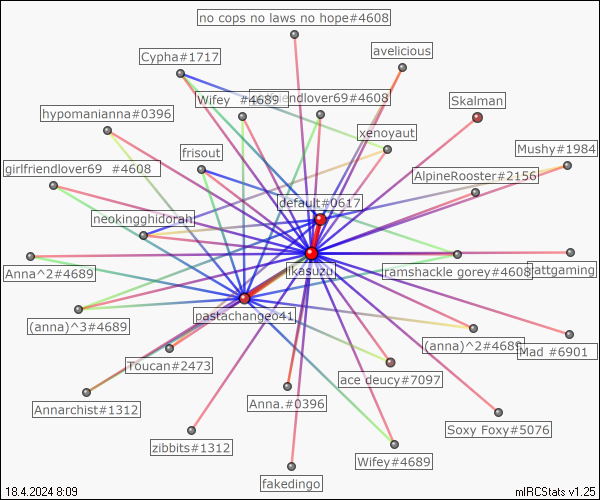 no cops no laws no hope#4608
avelicious
Cypha#1717
Wifey #4689
endlover69#4608
Skalman
hypomanianna#0396
xenoyaut
frisout
Mushy#1984
girlfriendlover69 #4608
AlpineRooster#2156
default#0617
neokingghidorah
Anna^2#4689
ikasuzu
ramshackle gorey#4608
rattgaming
pastachangeo41
(anna)^3#4689
(anna)^2#4689
Mad #6901
Toucan#2473
ace deucy#7097
Annarchist#1312
Anna.#0396
Soxy Foxy#5076
zibbits#1312
Wifey#4689
fakedingo
18.4.2024 8:09
mIRCStats v1.25